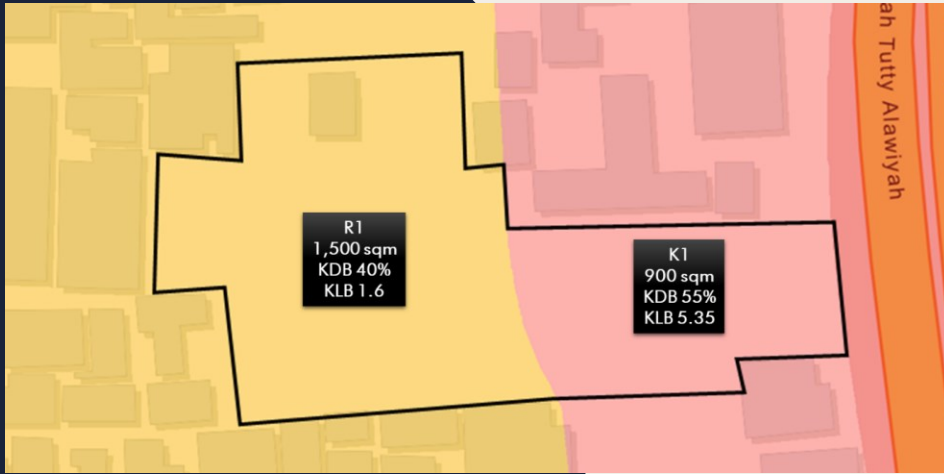 ah Tutty Alawiyah
R1
1,500 sqm
KDB 40%
KLB 1.6
K1
900 sqm
KDB 55%
KLB 5.35